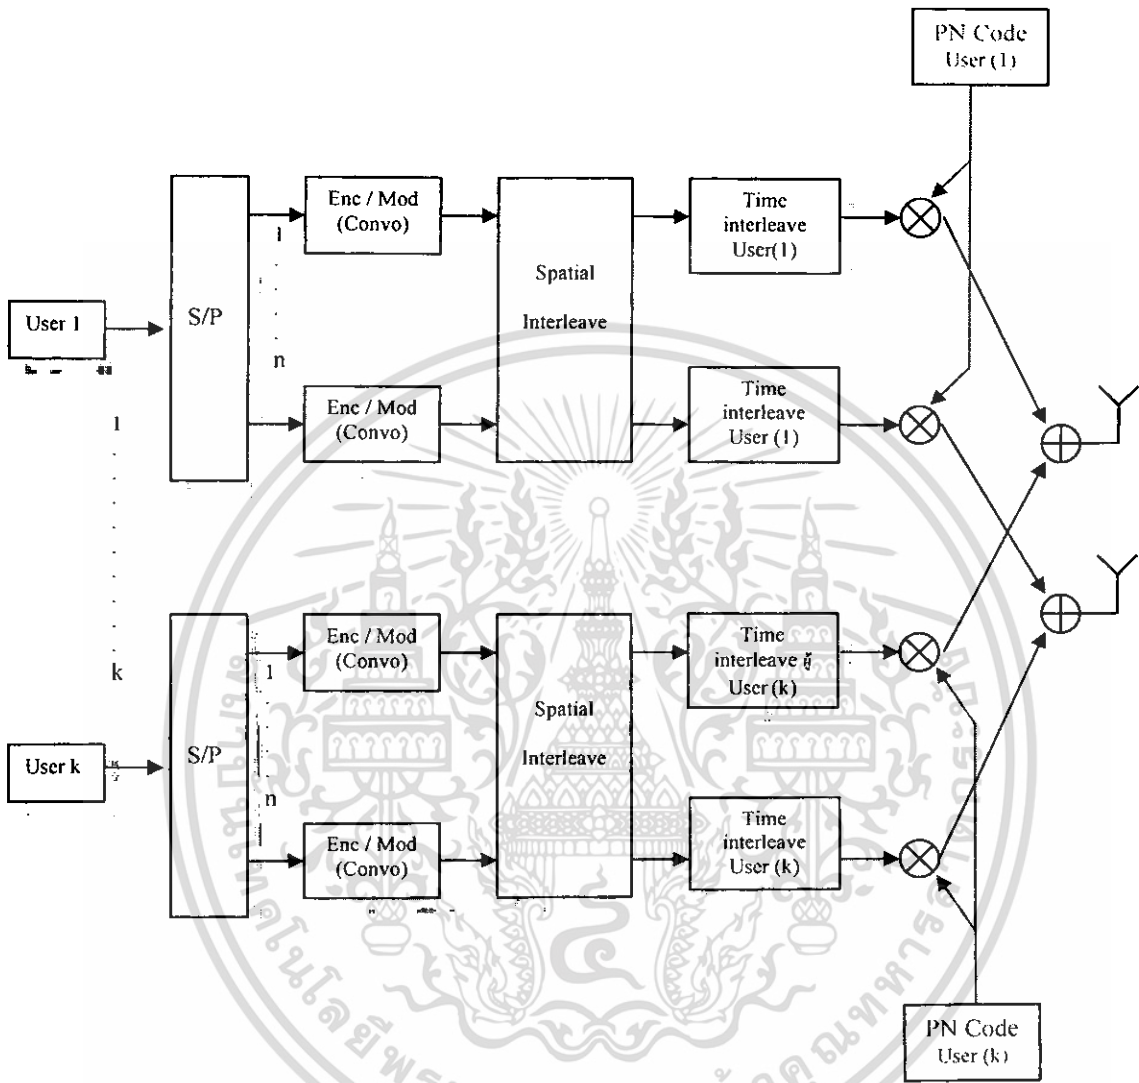 PN Code
User (1)
Enc / Mod
(Convo)
Time
interleave
User(1)
1
S/P
Spatial
Interleave
User 1
n
Enc / Mod
(Convo)
Time
interleave
User (1)
1
k
Enc / Mod
(Convo)
Time
interleave ที่
User (k)
1
S/P
Spatial
Interleave
User k
n
Enc / Mod
(Convo)
Time
interleave
User (k)
PN Code
User (k)